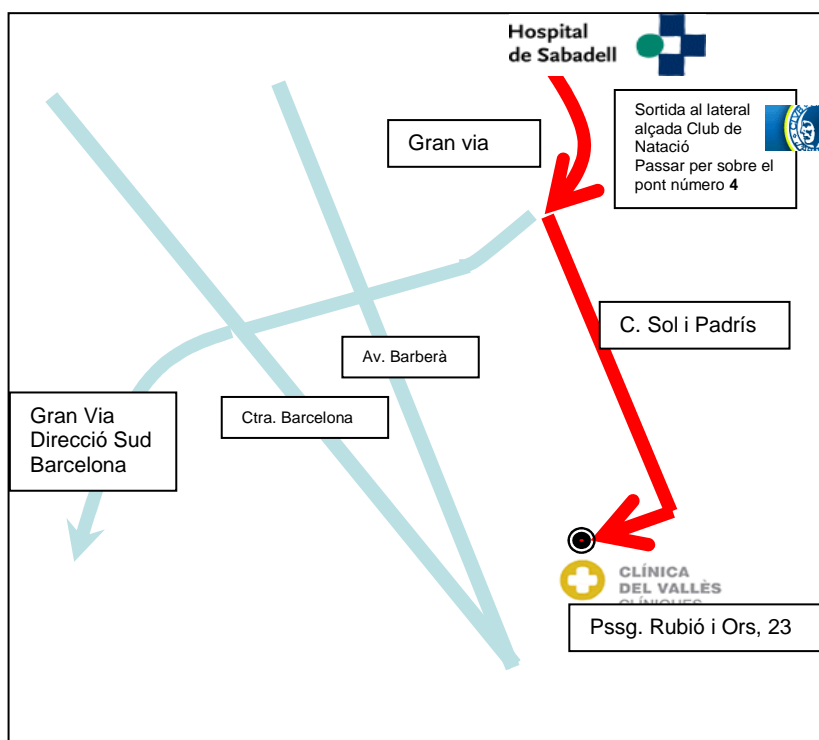 Hospital
de Sabadell
Sortida al lateral
alçada Club de
Natació
Passar per sobre el
pont número 4
Gran via
C. Sol i Padrís
Av. Barberà
Gran Via
Direcció Sud
Barcelona
Ctra. Barcelona
CLÍNICA
DEL VALLÈS
CLÍNIQUES
Pssg. Rubió i Ors, 23